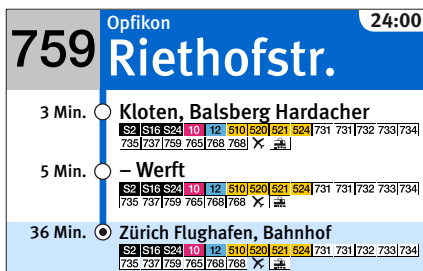 759
Opfikon
24:00
Riethofstr.
3 Min. Kloten, Balsberg Hardacher
S2 S16 S24 10 12 510 520 521 524 731 731 732 733 734
735 737 759 765 768 768
5 Min. – Werft
S2 S16 S24 10 12 510 520 521 524 731 731 732 733 734
735 737 759 765 768 768
36 Min. Zürich Flughafen, Bahnhof
S2 S16 S24 10 12 510 520 521 524 731 731 732 733 734
735 737 759 765 768 768